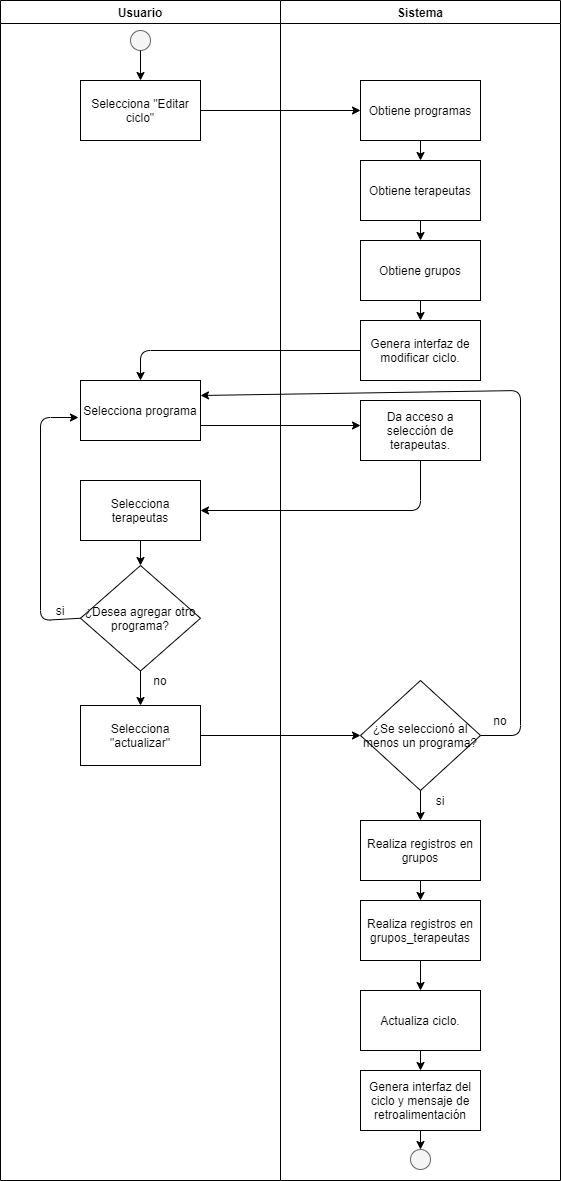 Usuario
Sistema
Selecciona "Editar
ciclo"
Obtiene programas
Obtiene terapeutas
Obtiene grupos
Genera interfaz de
modificar ciclo.
Selecciona programa
Da acceso a
selección de
terapeutas.
Selecciona
terapeutas
si
¿Desea agregar otro
programa?
no
Selecciona
"actualizar"
¿Se seleccionó al
menos un programa?
no
si
Realiza registros en
grupos
Realiza registros en
grupos_terapeutas
Actualiza ciclo.
Genera interfaz del
ciclo y mensaje de
retroalimentación